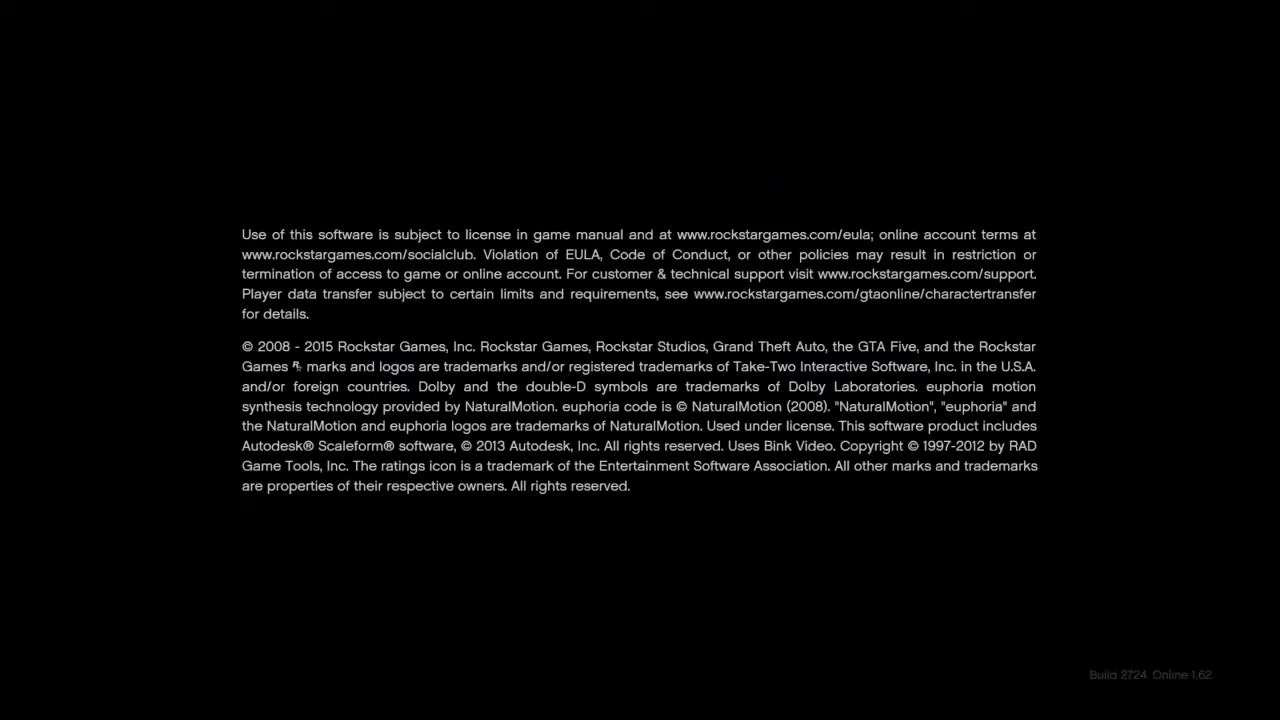 Use of this software is subject to license in game manual and at www.rockstargames.com/eula; online account terms at
www.rockstargames.com/socialclub. Violation of EULA, Code of Conduct, or other policies may result in restriction or
termination of access to game or online account. For customer & technical support visit www.rockstargames.com/support.
Player data transfer subject to certain limits and requirements, see www.rockstargames.com/gtaonline/charactertransfer
for details.
© 2008 - 2015 Rockstar Games, Inc. Rockstar Games, Rockstar Studios, Grand Theft Auto, the GTA Five, and the Rockstar
Games R* marks and logos are trademarks and/or registered trademarks of Take-Two Interactive Software, Inc. in the U.S.A.
and/or foreign countries. Dolby and the double-D symbols are trademarks of Dolby Laboratories. euphoria motion
synthesis technology provided by NaturalMotion. euphoria code is © NaturalMotion (2008). "NaturalMotion", "euphoria" and
the NaturalMotion and euphoria logos are trademarks of NaturalMotion. Used under license. This software product includes
Autodesk® Scaleform® software, © 2013 Autodesk, Inc. All rights reserved. Uses Bink Video. Copyright © 1997-2012 by RAD
Game Tools, Inc. The ratings icon is a trademark of the Entertainment Software Association. All other marks and trademarks
are properties of their respective owners. All rights reserved.
Build 2724. Online 1.62.